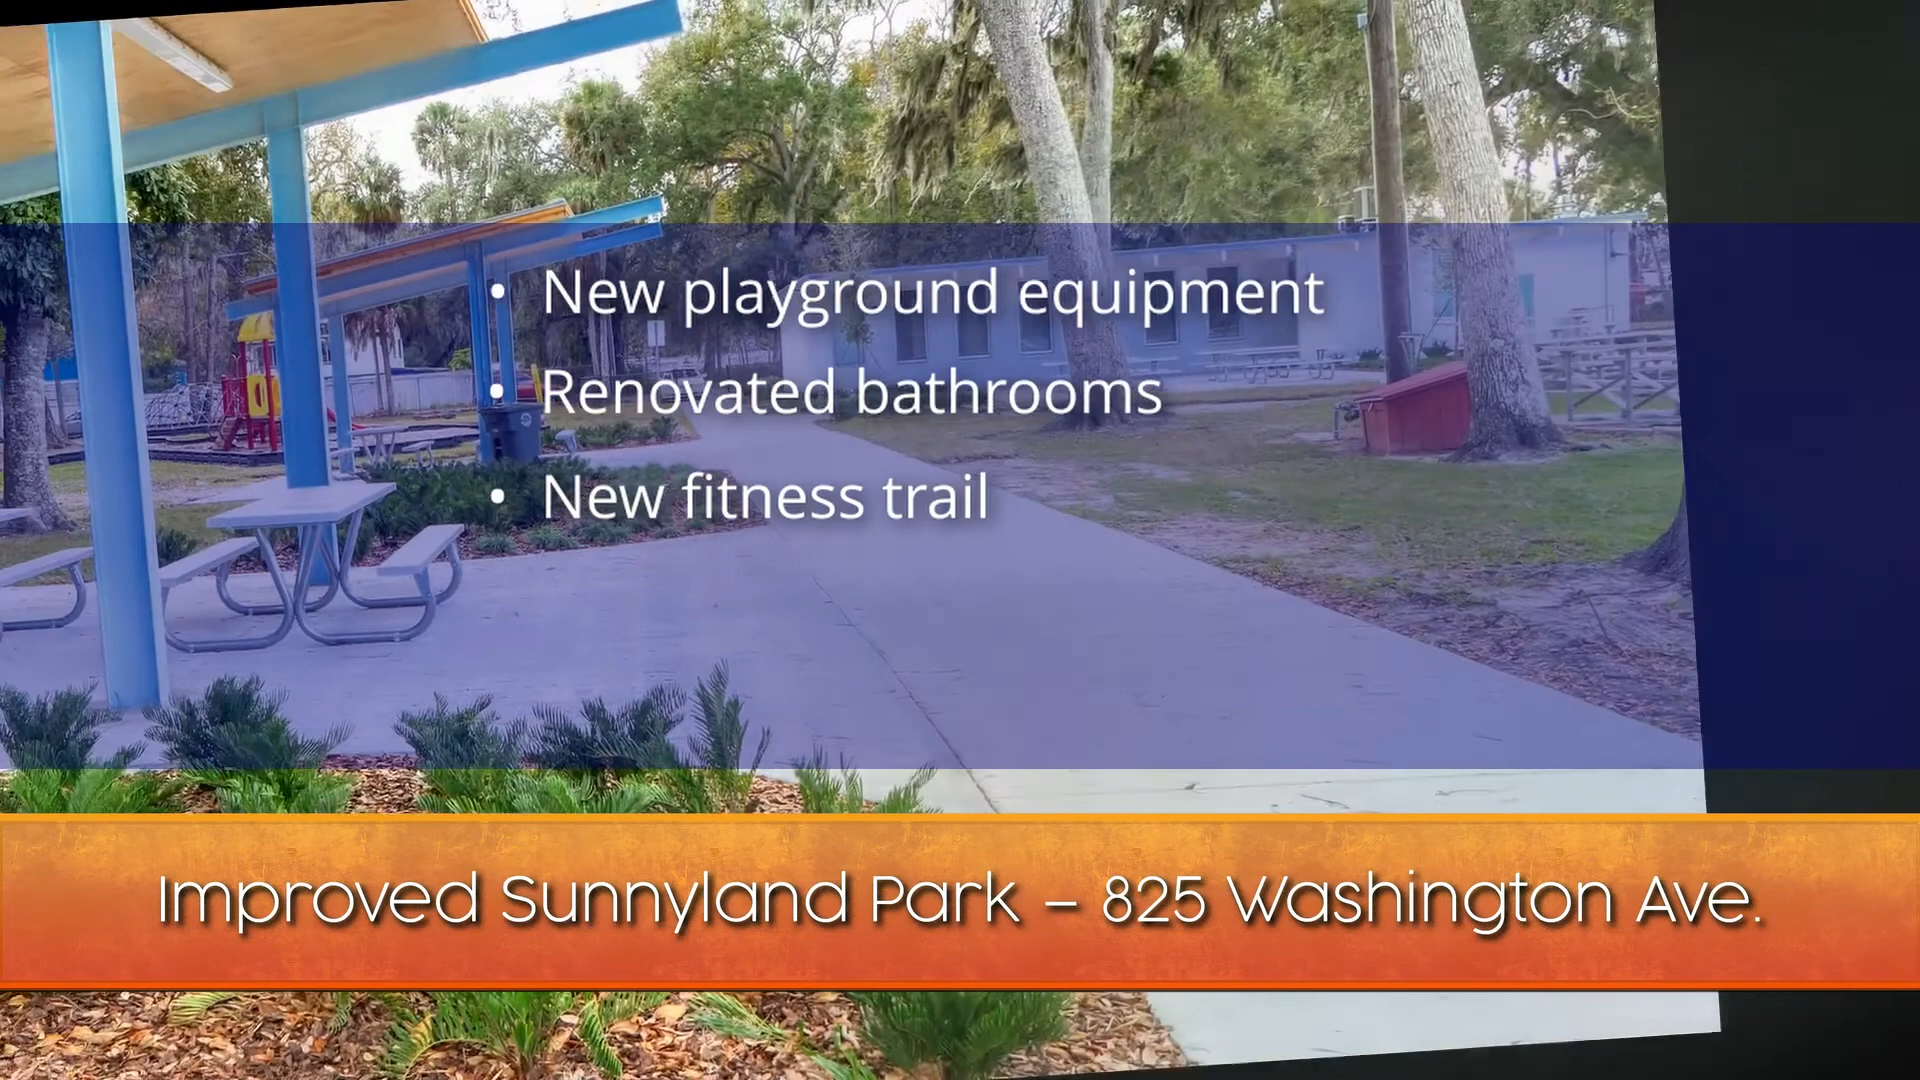 • New playground equipment
• Renovated bathrooms
• New fitness trail
Improved Sunnyland Park – 825 Washington Ave.